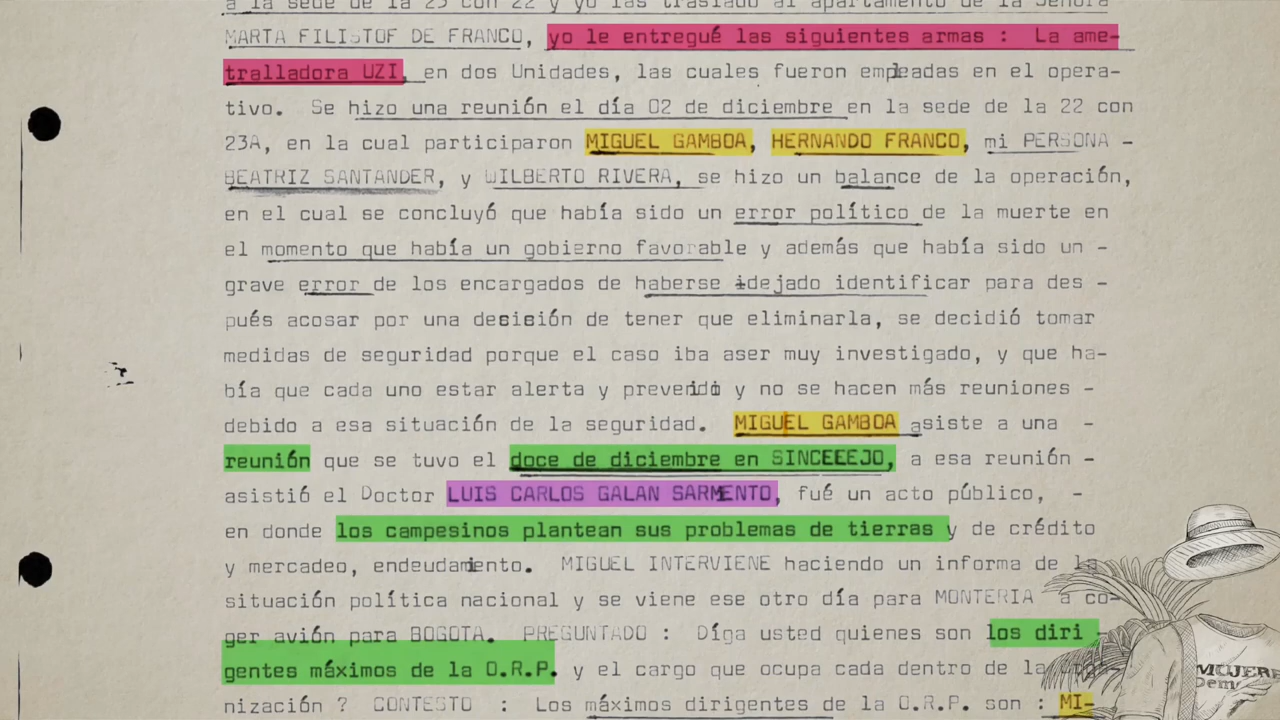 a la sede de la 23 con 22 y yo las traslado al apartamento de la Señora
MARTA FILISTOF DE FRANCO, yo le entregué las siguientes armas : La ame-
tralladora UZI, en dos Unidades, las cuales fueron empleadas en el opera-
tivo. Se hizo una reunión el día 02 de diciembre en la sede de la 22 con
23A, en la cual participaron MIGUEL GAMBOA, HERNANDO FRANCO, mi PERSONA -
BEATRIZ SANTANDER, y WILBERTO RIVERA, se hizo un balance de la operación,
en el cual se concluyó que había sido un error político de la muerte en
el momento que había un gobierno favorable y además que había sido un -
grave error de los encargados de haberse dejado identificar para des -
pués acosar por una desisión de tener que eliminarla, se decidió tomar
medidas de seguridad porque el caso iba aser muy investigado, y que ha-
bía que cada uno estar alerta y prevenido y no se hacen más reuniones -
debido a esa situación de la seguridad. MIGUEL GAMBOA asiste a una -
reunión que se tuvo el doce de diciembre en SINCEEEJO, a esa reunión -
asistió el Doctor LUIS CARLOS GALAN SARMENTO, fué un acto público, -
en donde los campesinos plantean sus problemas de tierras y de crédito
y mercadeo, endeudamiento. MIGUEL INTERVIENE haciendo un informa de la
situación política nacional y se viene ese otro día para MONTERIA a co-
ger avión para BOGOTA. PREGUNTADO : Díga usted quienes son los diri -
gentes máximos de la O.R.P. y el cargo que ocupa cada dentro de la
nización ? CONTESTO : Los máximos dirigentes de la O.R.P. son : MI-
MUJERE
Dem